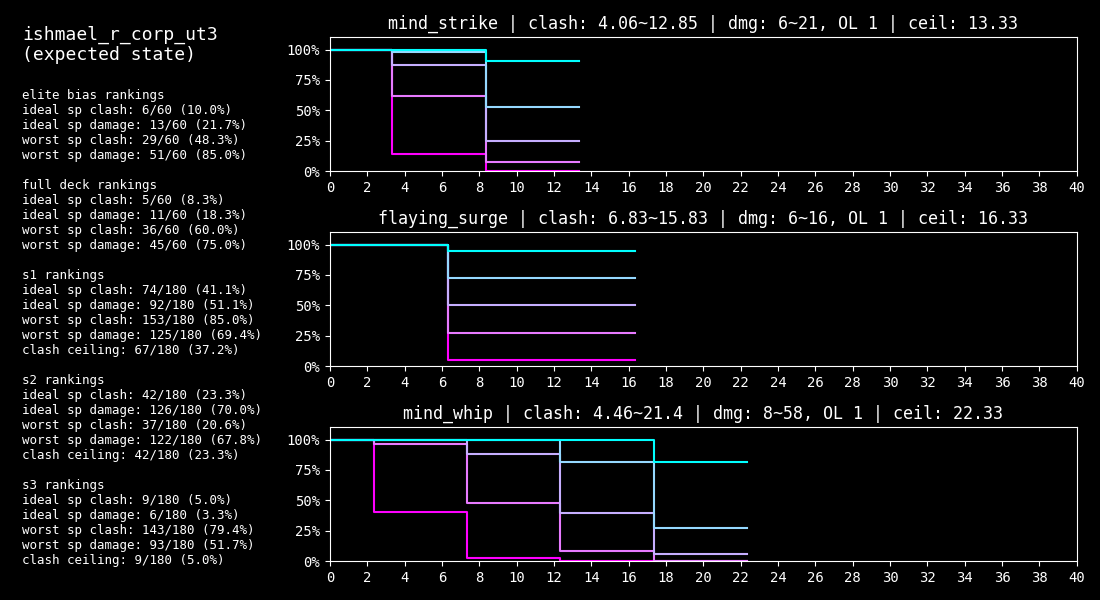 ishmael_r_corp_ut3
(expected state)
elite bias rankings
ideal sp clash: 6/60 (10.0%)
ideal sp damage: 13/60 (21.7%)
worst sp clash: 29/60 (48.3%)
worst sp damage: 51/60 (85.0%)
full deck rankings
ideal sp clash: 5/60 (8.3%)
ideal sp damage: 11/60 (18.3%)
worst sp clash: 36/60 (60.0%)
worst sp damage: 45/60 (75.0%)
s1 rankings
ideal sp clash: 74/180 (41.1%)
ideal sp damage: 92/180 (51.1%)
worst sp clash: 153/180 (85.0%)
worst sp damage: 125/180 (69.4%)
clash ceiling: 67/180 (37.2%)
s2 rankings
ideal sp clash: 42/180 (23.3%)
ideal sp damage: 126/180 (70.0%)
worst sp clash: 37/180 (20.6%)
worst sp damage: 122/180 (67.8%)
clash ceiling: 42/180 (23.3%)
s3 rankings
ideal sp clash: 9/180 (5.0%)
ideal sp damage: 6/180 (3.3%)
worst sp clash: 143/180 (79.4%)
worst sp damage: 93/180 (51.7%)
clash ceiling: 9/180 (5.0%)
mind_strike | clash: 4.06~12.85 | dmg: 6~21, OL 1 | ceil: 13.33
100%
75%
50%
25%
0%
0 2 4 6 8 10 12 14 16 18 20 22 24 26 28 30 32 34 36 38 40
flaying_surge | clash: 6.83~15.83 | dmg: 6~16, OL 1 | ceil: 16.33
100%
75%
50%
25%
0%
0 2 4 6 8 10 12 14 16 18 20 22 24 26 28 30 32 34 36 38 40
mind_whip | clash: 4.46~21.4 | dmg: 8~58, OL 1 | ceil: 22.33
100%
75%
50%
25%
0%
0 2 4 6 8 10 12 14 16 18 20 22 24 26 28 30 32 34 36 38 40